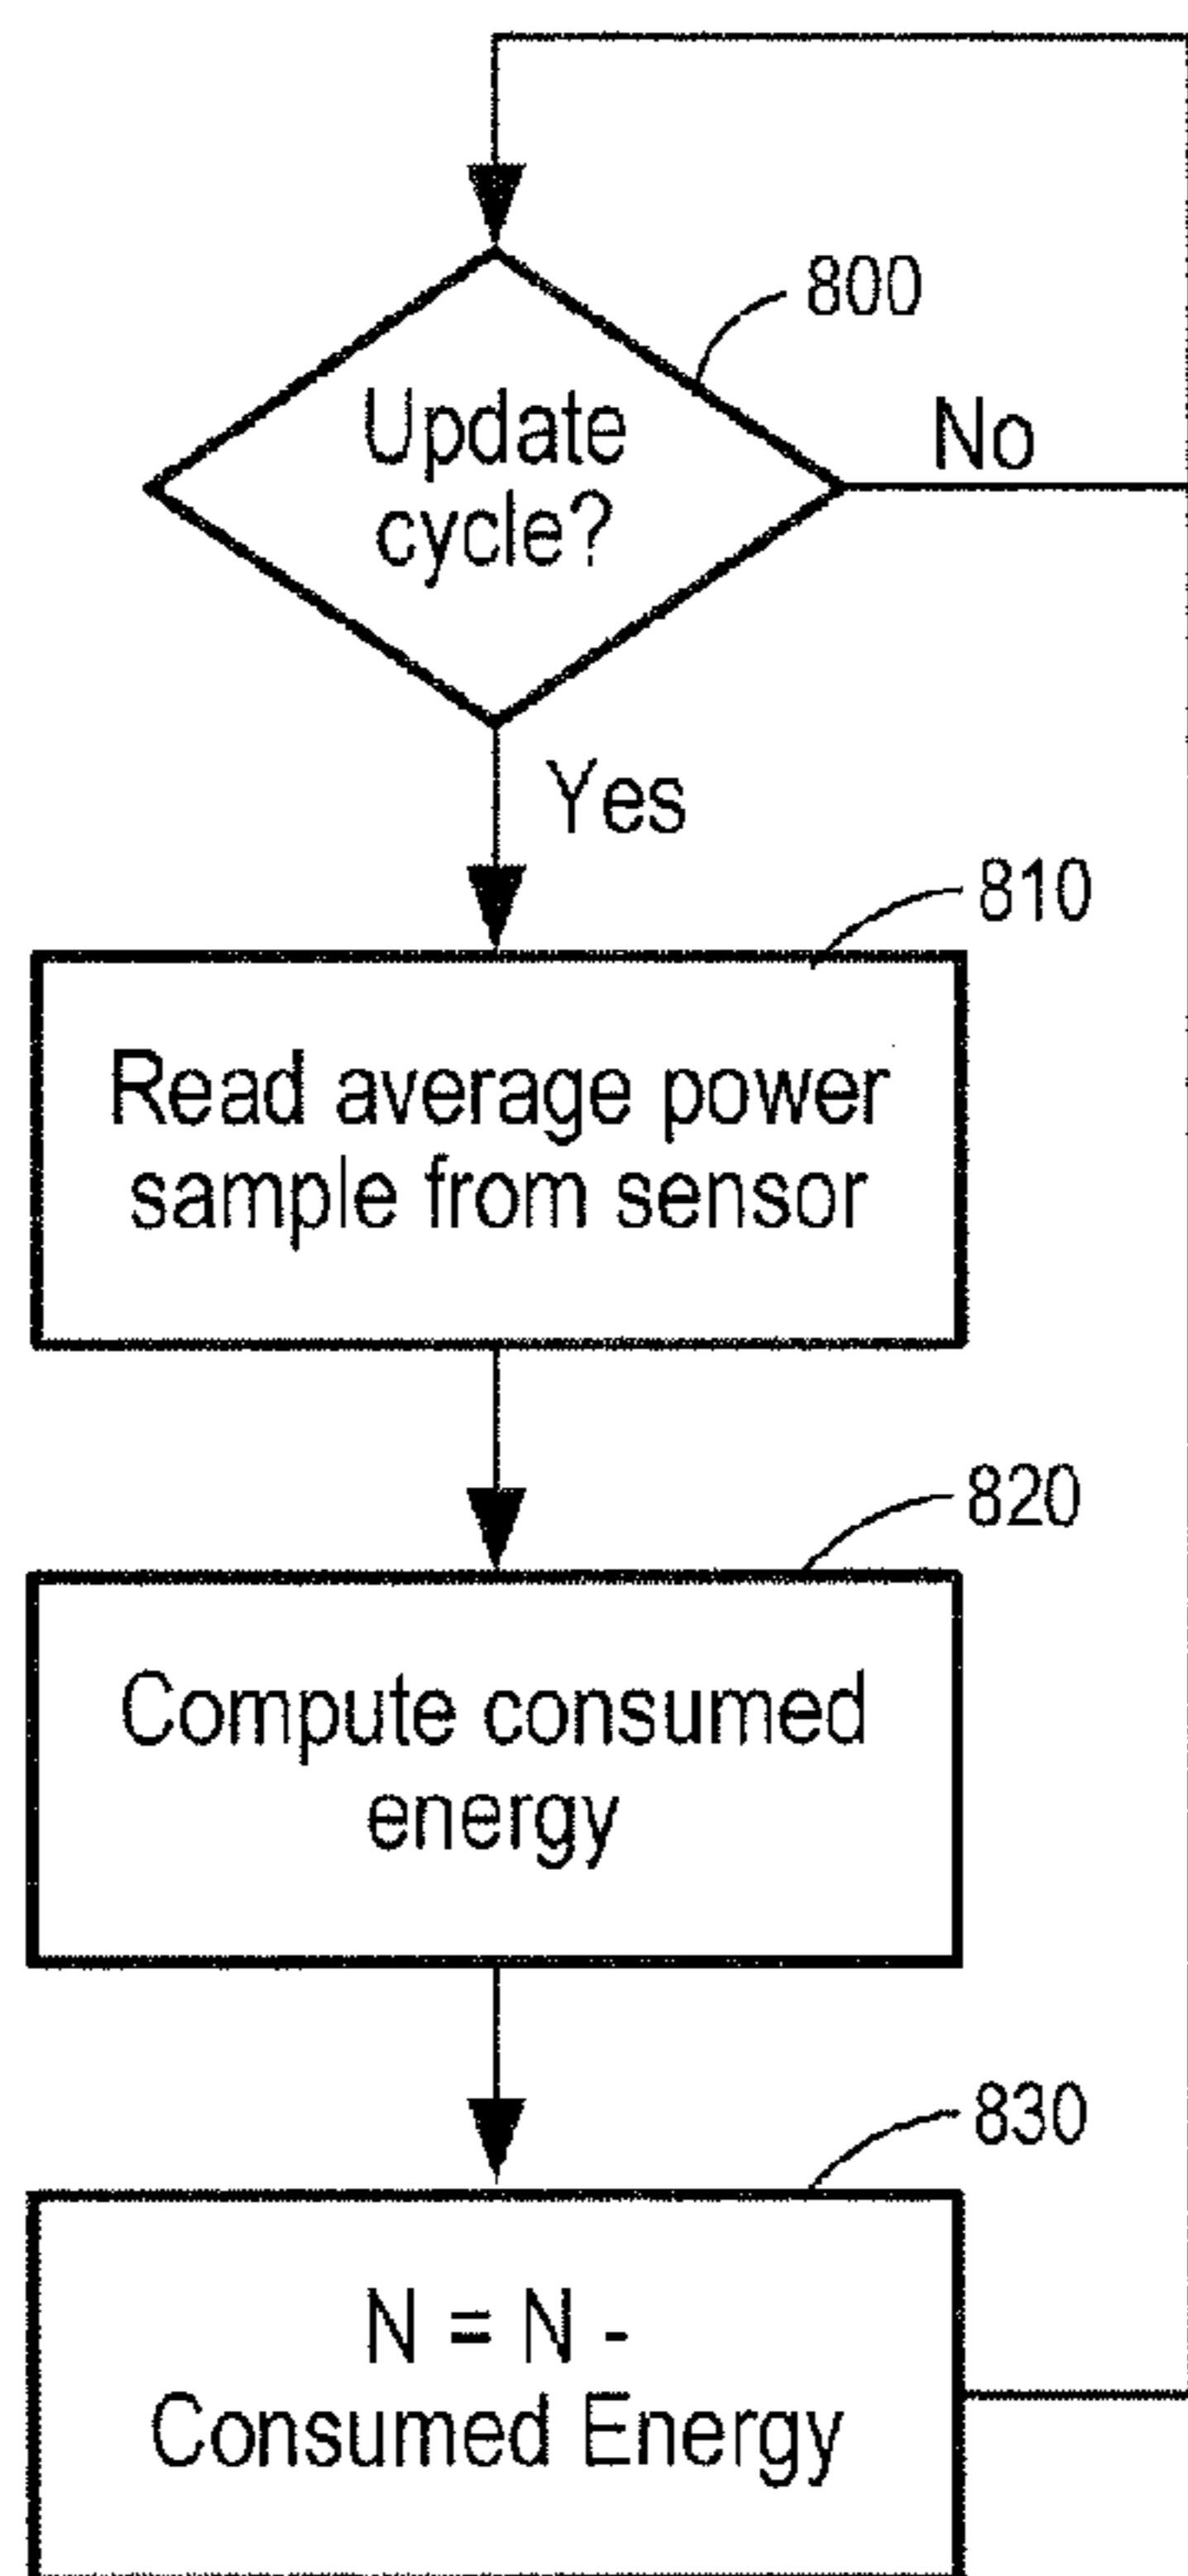 800
Update
cycle?
No
Yes
810
Read average power
sample from sensor
820
Compute consumed
energy
830
N = N -
Consumed Energy